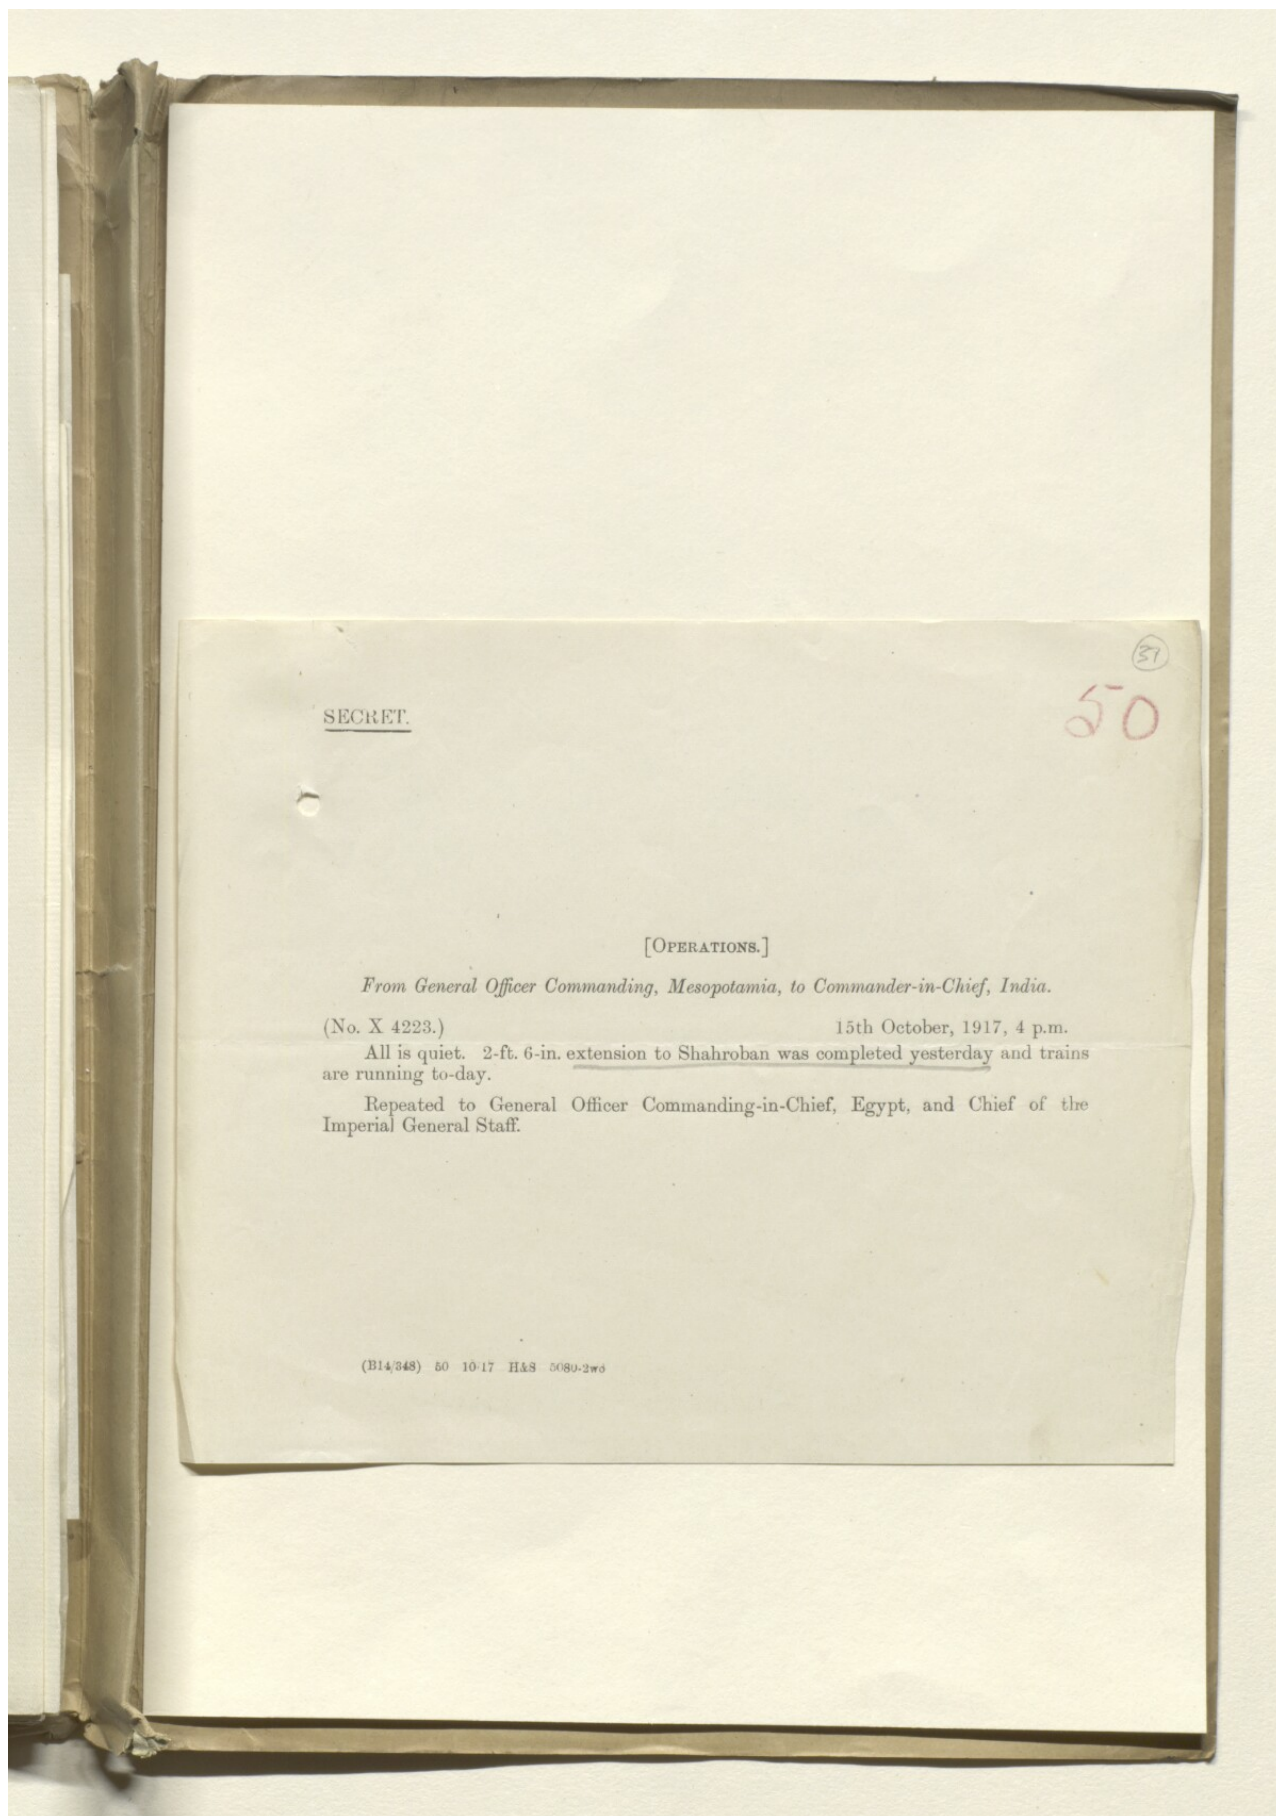 37
50
SECRET.
[OPERATIONS.]
From General Officer Commanding, Mesopotamia, to Commander-in-Chief, India.
(No. X 4223.) 15th October, 1917, 4 p.m.
All is quiet. 2-ft. 6-in. extension to Shahroban was completed yesterday and trains
are running to-day.
Repeated to General Officer Commanding-in-Chief, Egypt, and Chief of the
Imperial General Staff.
(B14/348) 50 10-17 H&S